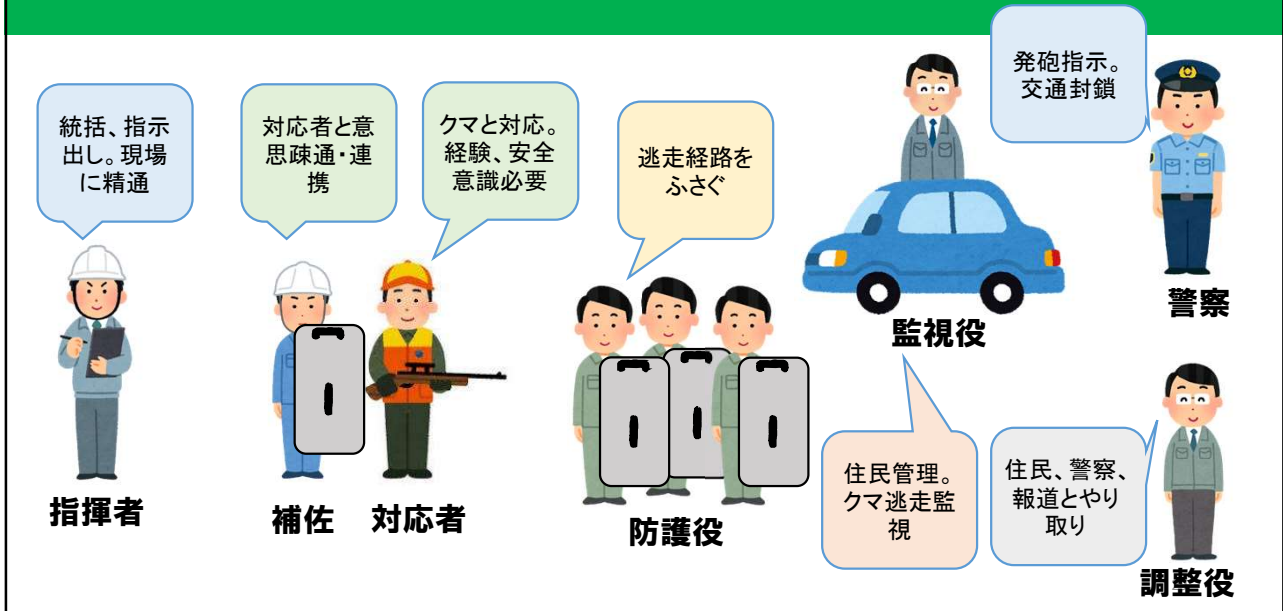 統括、指示
出し。現場
に精通
指揮者
対応者と意
思疎通・連
携
補佐
クマと対応。
経験、安全
意識必要
対応者
逃走経路を
ふさぐ
防護役
監視役
住民管理。
クマ逃走監
視
発砲指示。
交通封鎖
警察
住民、警察、
報道とやり
取り
調整役